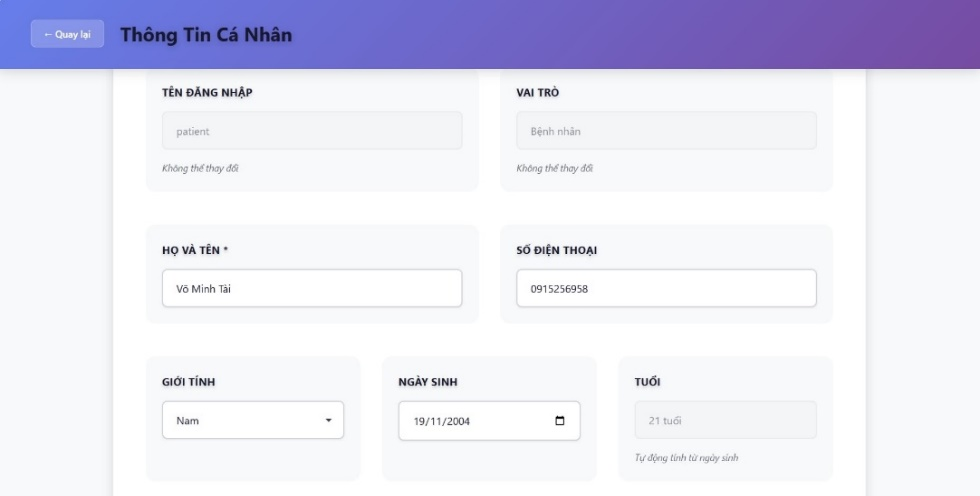 ← Quay lại
Thông Tin Cá Nhân
TÊN ĐĂNG NHẬP
VAI TRÒ
patient
Bệnh nhân
Không thể thay đổi
Không thể thay đổi
HỌ VÀ TÊN *
SỐ ĐIỆN THOẠI
Võ Minh Tài
0915256958
GIỚI TÍNH
NGÀY SINH
TUỔI
Nam
19/11/2004
21 tuổi
Tự động tính từ ngày sinh